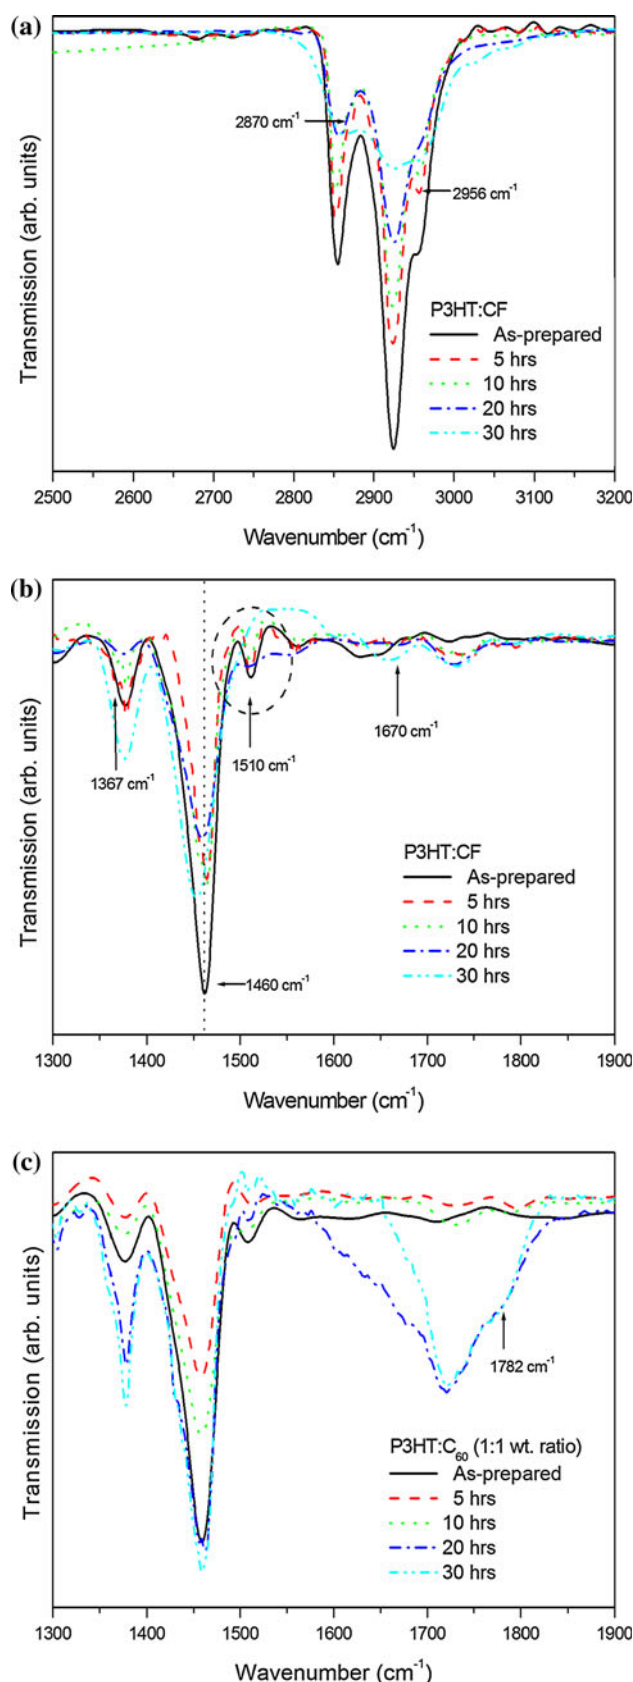 (a)
Transmission (arb. units)
2870 cm⁻¹
2956 cm⁻¹
P3HT:CF
As-prepared
5 hrs
10 hrs
20 hrs
30 hrs
2500 2600 2700 2800 2900 3000 3100 3200
Wavenumber (cm⁻¹)
(b)
Transmission (arb. units)
1367 cm⁻¹
1510 cm⁻¹
1670 cm⁻¹
1460 cm⁻¹
P3HT:CF
As-prepared
5 hrs
10 hrs
20 hrs
30 hrs
1300 1400 1500 1600 1700 1800 1900
Wavenumber (cm⁻¹)
(c)
Transmission (arb. units)
1782 cm⁻¹
P3HT:C₆₀ (1:1 wt. ratio)
As-prepared
5 hrs
10 hrs
20 hrs
30 hrs
1300 1400 1500 1600 1700 1800 1900
Wavenumber (cm⁻¹)